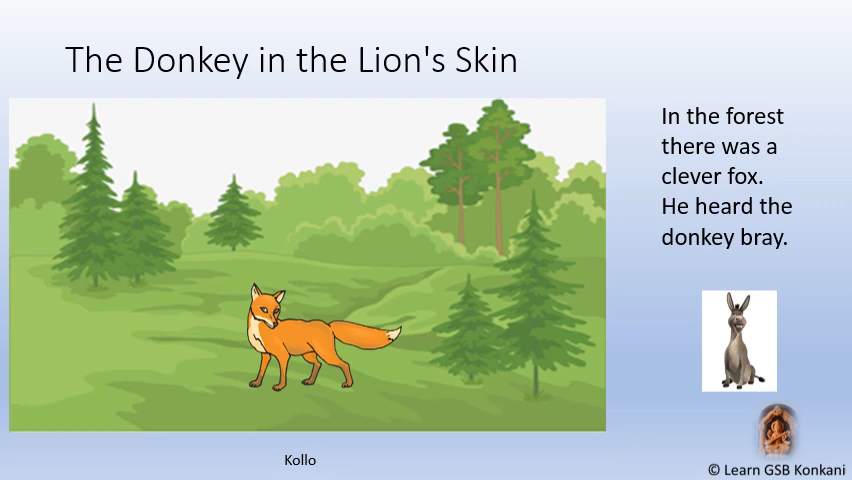 The Donkey in the Lion's Skin
In the forest
there was a
clever fox.
He heard the
donkey bray.
Kollo
© Learn GSB Konkani